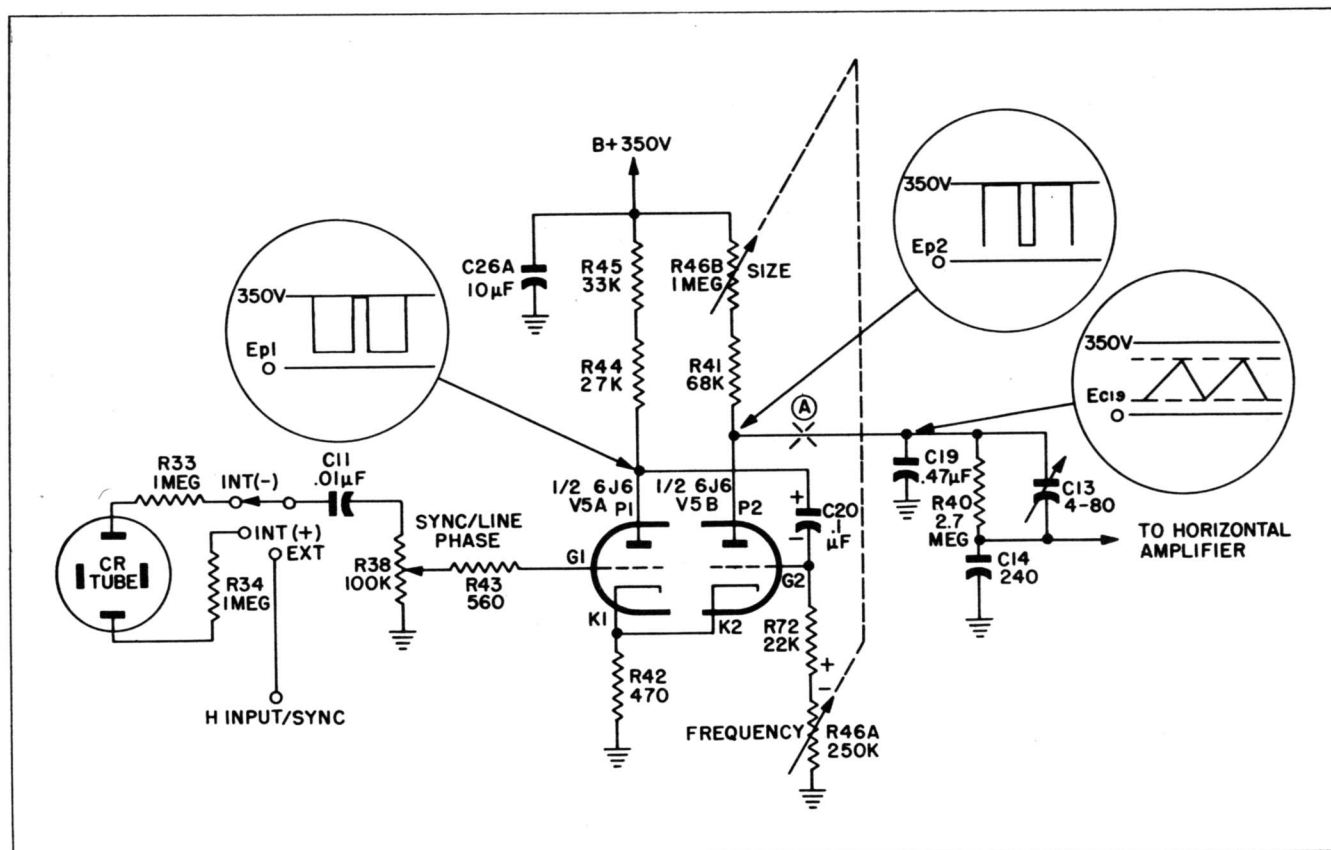 B+350V
350V
Ep2
C26A
10µF
R45
33K
R46B
1MEG
SIZE
350V
Ep1
R44
27K
R41
68K
350V
Ec19
A
R33
1MEG
INT(-)
C11
.01µF
1/2 6J6
V5A
P1
1/2 6J6
V5B
P2
+
C20
.1
µF
-
C19
.47µF
R40
2.7
MEG
C13
4-80
INT(+)
EXT
SYNC/LINE
PHASE
TO HORIZONTAL
AMPLIFIER
CR
TUBE
R34
1MEG
R38
100K
R43
560
G1
G2
C14
240
K1
K2
R72
22K
+
-
R42
470
H INPUT/SYNC
FREQUENCY
R46A
250K